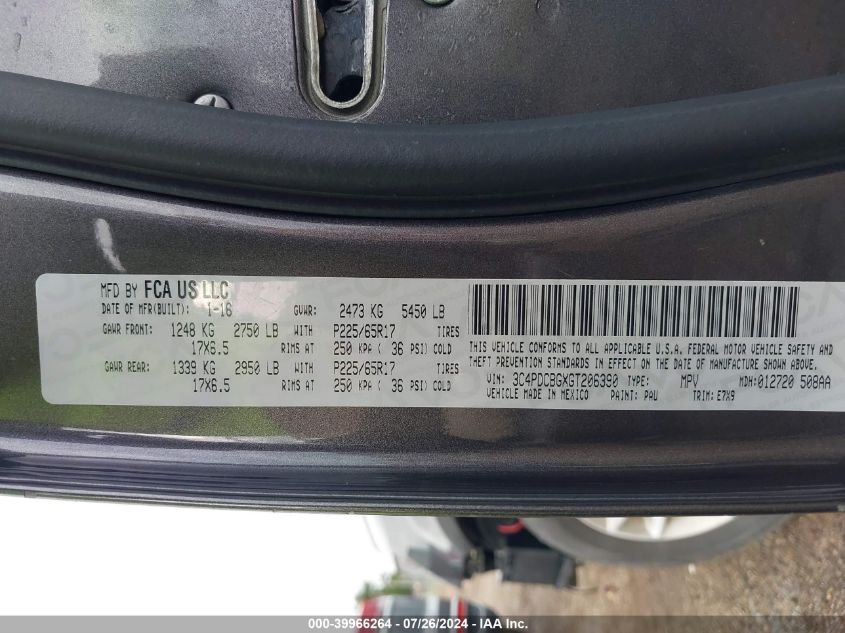 MFD BY FCA US LLC
DATE OF MFR(BUILT): 1-16 GVWR: 2473 KG 5450 LB
GAWR FRONT: 1248 KG 2750 LB WITH P225/65R17 TIRES
17X6.5 RIMS AT 250 KPA ( 36 PSI) COLD
GAWR REAR: 1339 KG 2950 LB WITH P225/65R17 TIRES
17X6.5 RIMS AT 250 KPA ( 36 PSI) COLD
THIS VEHICLE CONFORMS TO ALL APPLICABLE U.S.A. FEDERAL MOTOR VEHICLE SAFETY AND
THEFT PREVENTION STANDARDS IN EFFECT ON THE DATE OF MANUFACTURE SHOWN ABOVE.
VIN: 3C4PDCBGXGT206390 TYPE: MPV MDH:012720 508AA
VEHICLE MADE IN MEXICO PAINT: PAU TRIM: E7X9
000-39966264 - 07/26/2024 -